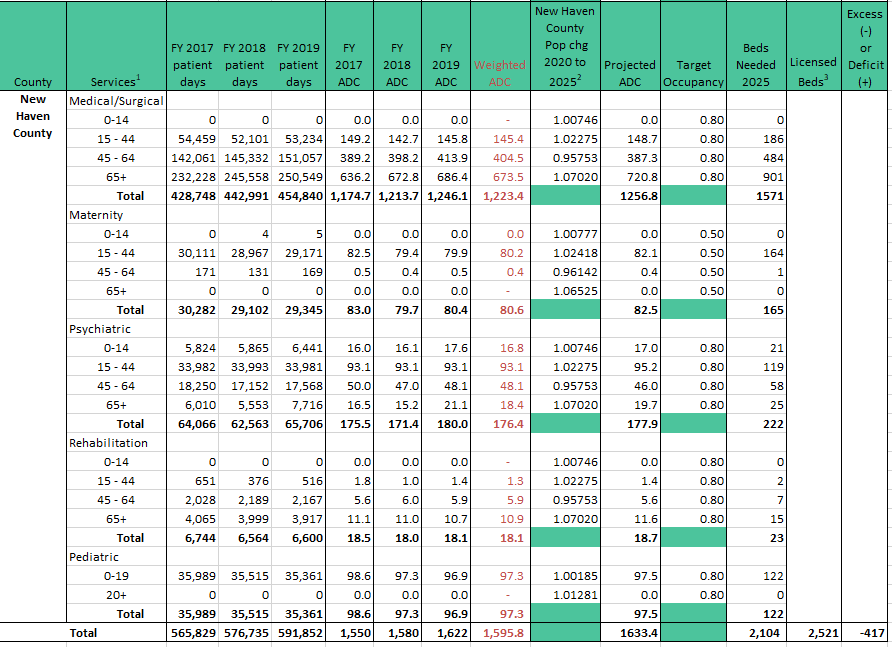 County Services1 FY 2017 patient days FY 2018 patient days FY 2019 patient days FY 2017 ADC FY 2018 ADC FY 2019 ADC Weighted ADC New Haven County Pop chg 2020 to 20252 Projected ADC Target Occupancy Beds Needed 2025 Licensed Beds3 Excess (-) or Deficit (+)
New Haven County Medical/Surgical
0-14 0 0 0 0.0 0.0 0.0 - 1.00746 0.0 0.80 0
15 - 44 54,459 52,101 53,234 149.2 142.7 145.8 145.4 1.02275 148.7 0.80 186
45 - 64 142,061 145,332 151,057 389.2 398.2 413.9 404.5 0.95753 387.3 0.80 484
65+ 232,228 245,558 250,549 636.2 672.8 686.4 673.5 1.07020 720.8 0.80 901
Total 428,748 442,991 454,840 1,174.7 1,213.7 1,246.1 1,223.4 1256.8 1571
Maternity
0-14 0 4 5 0.0 0.0 0.0 0.0 1.00777 0.0 0.50 0
15 - 44 30,111 28,967 29,171 82.5 79.4 79.9 80.2 1.02418 82.1 0.50 164
45 - 64 171 131 169 0.5 0.4 0.5 0.4 0.96142 0.4 0.50 1
65+ 0 0 0 0.0 0.0 0.0 - 1.06525 0.0 0.50 0
Total 30,282 29,102 29,345 83.0 79.7 80.4 80.6 82.5 165
Psychiatric
0-14 5,824 5,865 6,441 16.0 16.1 17.6 16.8 1.00746 17.0 0.80 21
15 - 44 33,982 33,993 33,981 93.1 93.1 93.1 93.1 1.02275 95.2 0.80 119
45 - 64 18,250 17,152 17,568 50.0 47.0 48.1 48.1 0.95753 46.0 0.80 58
65+ 6,010 5,553 7,716 16.5 15.2 21.1 18.4 1.07020 19.7 0.80 25
Total 64,066 62,563 65,706 175.5 171.4 180.0 176.4 177.9 222
Rehabilitation
0-14 0 0 0 0.0 0.0 0.0 - 1.00746 0.0 0.80 0
15 - 44 651 376 516 1.8 1.0 1.4 1.3 1.02275 1.4 0.80 2
45 - 64 2,028 2,189 2,167 5.6 6.0 5.9 5.9 0.95753 5.6 0.80 7
65+ 4,065 3,999 3,917 11.1 11.0 10.7 10.9 1.07020 11.6 0.80 15
Total 6,744 6,564 6,600 18.5 18.0 18.1 18.1 18.7 23
Pediatric
0-19 35,989 35,515 35,361 98.6 97.3 96.9 97.3 1.00185 97.5 0.80 122
20+ 0 0 0 0.0 0.0 0.0 - 1.01281 0.0 0.80 0
Total 35,989 35,515 35,361 98.6 97.3 96.9 97.3 97.5 122
Total 565,829 576,735 591,852 1,550 1,580 1,622 1,595.8 1633.4 2,104 2,521 -417